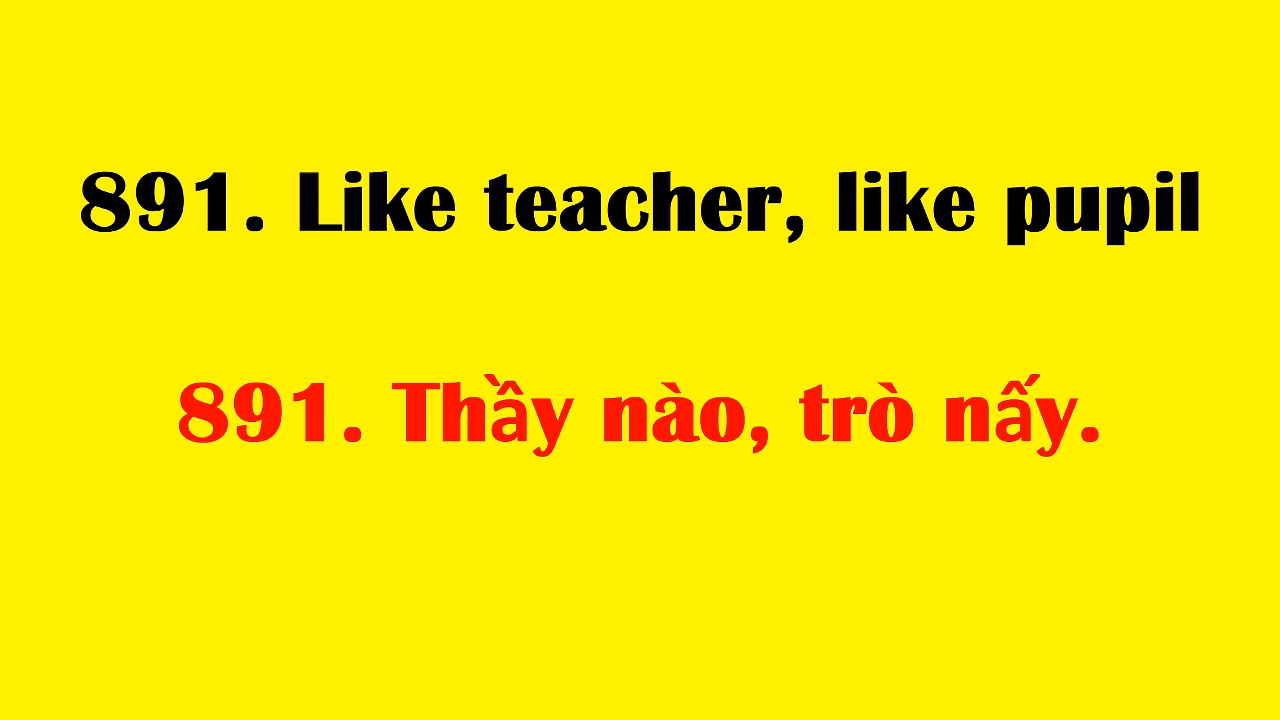 891. Like teacher, like pupil
891. Thầy nào, trò nấy.